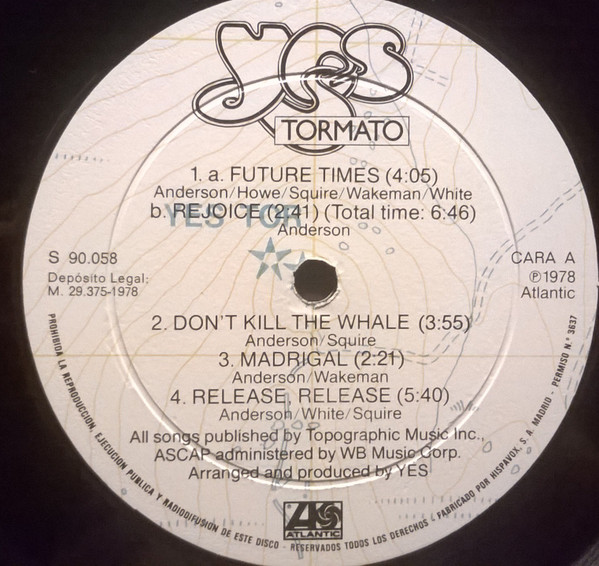 YES
TORMATO
1. a. FUTURE TIMES (4:05)
Anderson/Howe/Squire/Wakeman/White
b. REJOICE (2:41) (Total time: 6:46)
Anderson
YES TOR
S 90.058
Depósito Legal:
M. 29.375-1978
CARA A
Ⓟ1978
Atlantic
2. DON'T KILL THE WHALE (3:55)
Anderson/Squire
3. MADRIGAL (2:21)
Anderson/Wakeman
4. RELEASE, RELEASE (5:40)
Anderson/White/Squire
All songs published by Topographic Music Inc.,
ASCAP administered by WB Music Corp.
Arranged and produced by YES
ATLANTIC
PROHIBIDA LA REPRODUCCION, EJECUCION PUBLICA Y RADIODIFUSION DE ESTE DISCO - RESERVADOS TODOS LOS DERECHOS - FABRICADO POR HISPAVOX, S. A. MADRID - PERMISO N.º 3637